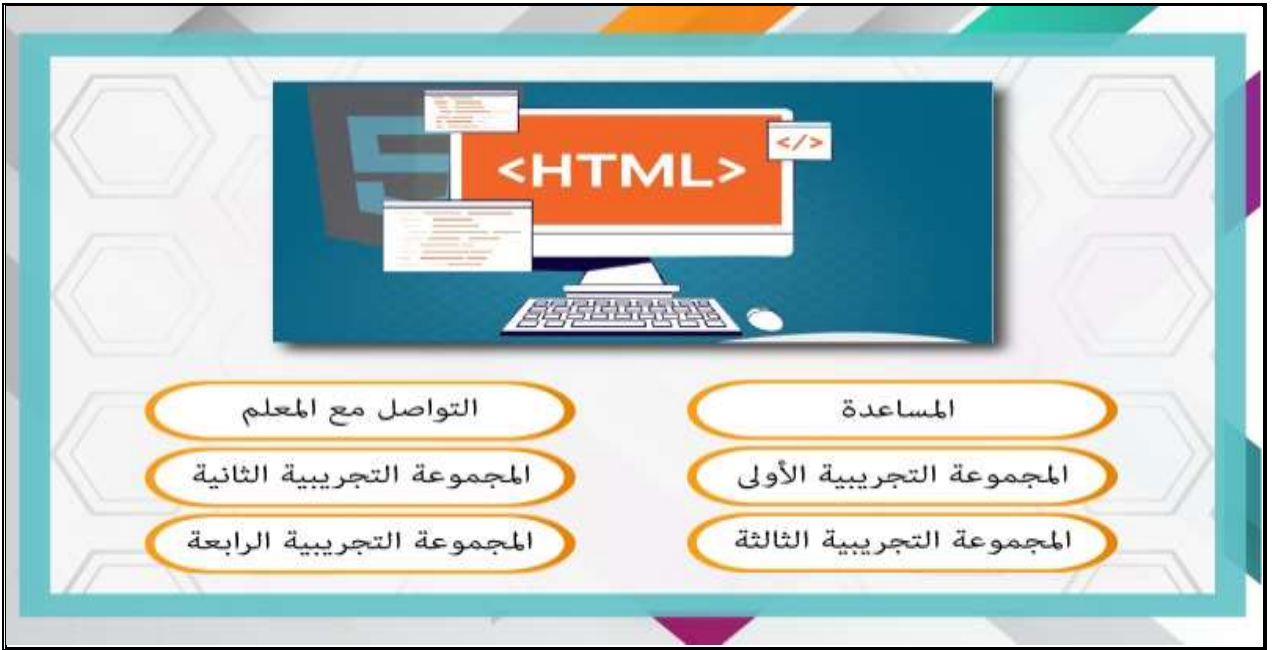 <HTML>
</>
المساعدة
التواصل مع المعلم
المجموعة التجريبية الأولى
المجموعة التجريبية الثانية
المجموعة التجريبية الثالثة
المجموعة التجريبية الرابعة